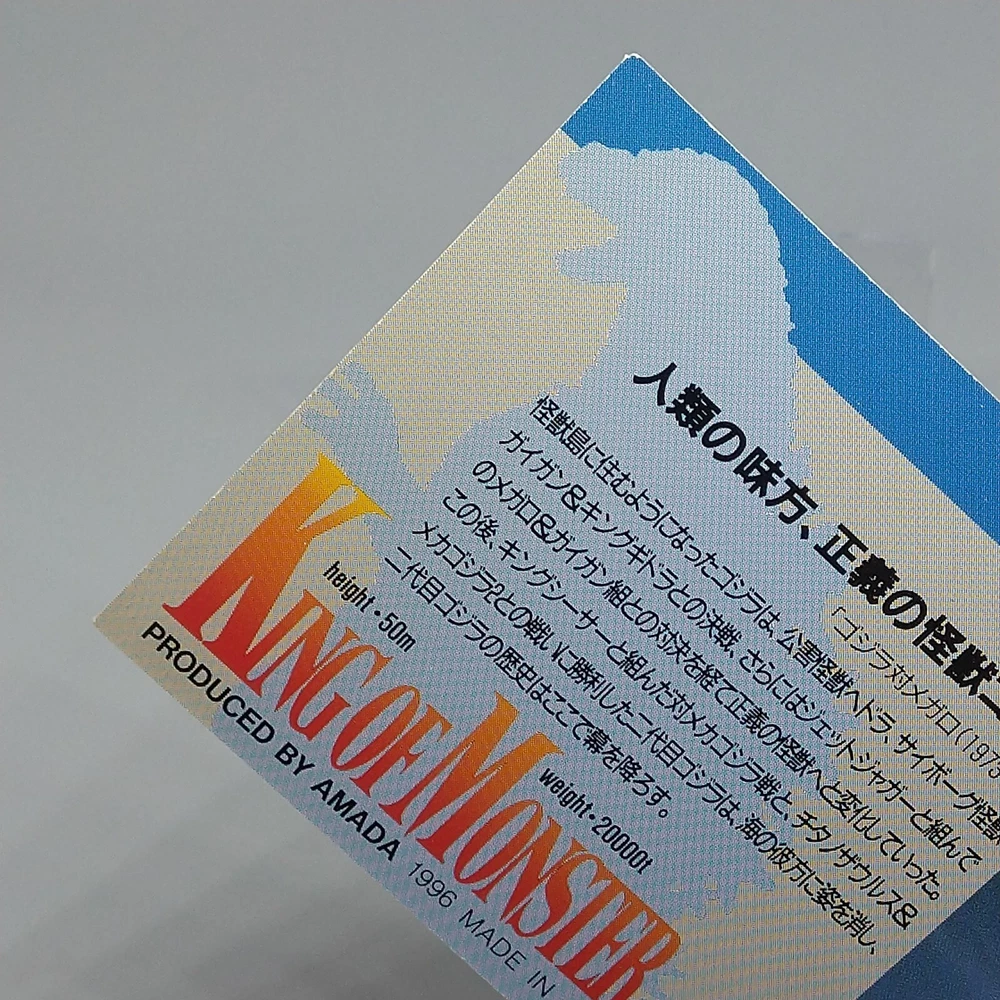 人類の味方、正義の怪獣
「ゴジラ対メガロ(1973
怪獣島に住むようになったゴジラは、公害怪獣ヘドラ、サイボーグ怪獣
ガイガン&キングギドラとの決戦、さらにはジェットジャガーと組んで
のメガロ&ガイガン組との対決を経て正義の怪獣へと変化していった。
この後、キングシーサーと組んだ対メカゴジラ戦と、チタノザウルス&
メカゴジラ2との戦いに勝利した二代目ゴジラは、海の彼方に姿を消し、
二代目ゴジラの歴史はここで幕を降ろす。
height・50m
weight・20000t
KING OF MONSTER
PRODUCED BY AMADA 1996 MADE IN